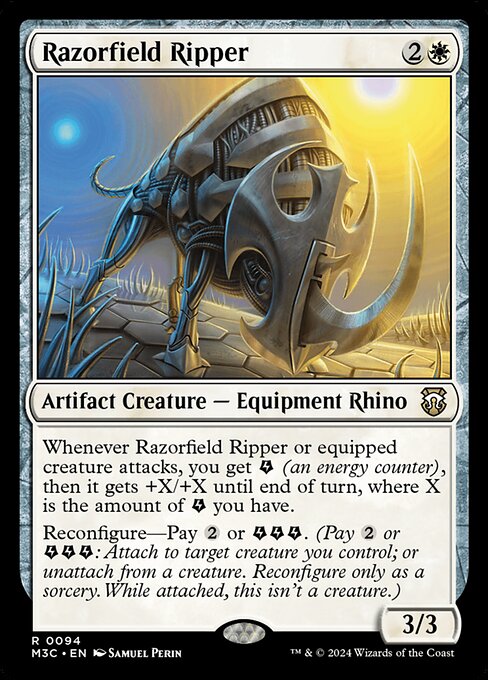 Razorfield Ripper 2
Artifact Creature — Equipment Rhino
Whenever Razorfield Ripper or equipped
creature attacks, you get (an energy counter),
then it gets +X/+X until end of turn, where X
is the amount of you have.
Reconfigure—Pay 2 or . (Pay 2 or
: Attach to target creature you control; or
unattach from a creature. Reconfigure only as a
sorcery. While attached, this isn't a creature.)
3/3
R 0094
M3C • EN SAMUEL PERIN
™ & © 2024 Wizards of the Coast